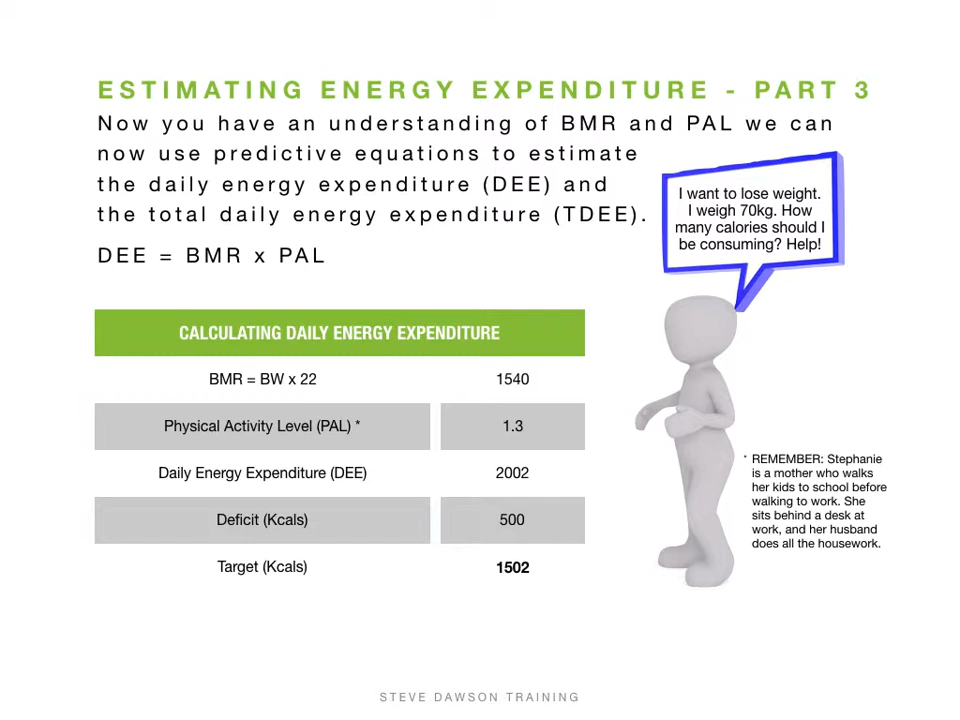 ESTIMATING ENERGY EXPENDITURE - PART 3
Now you have an understanding of BMR and PAL we can
now use predictive equations to estimate
the daily energy expenditure (DEE) and
the total daily energy expenditure (TDEE).
DEE = BMR x PAL
I want to lose weight.
I weigh 70kg. How
many calories should I
be consuming? Help!
CALCULATING DAILY ENERGY EXPENDITURE
BMR = BW x 22 1540
Physical Activity Level (PAL) * 1.3
Daily Energy Expenditure (DEE) 2002
Deficit (Kcals) 500
Target (Kcals) 1502
* REMEMBER: Stephanie
is a mother who walks
her kids to school before
walking to work. She
sits behind a desk at
work, and her husband
does all the housework.
STEVE DAWSON TRAINING